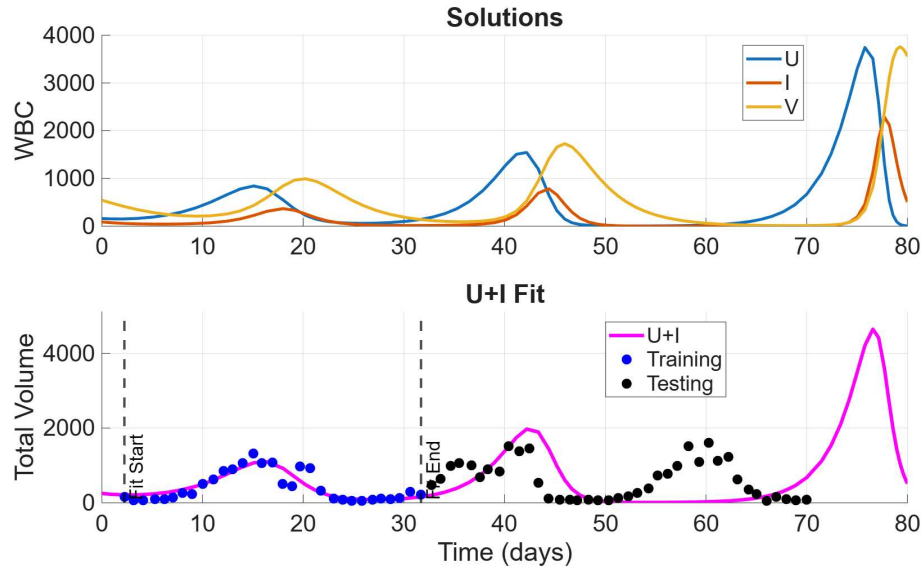 Solutions
WBC
4000
3000
2000
1000
0
U
I
V
0 10 20 30 40 50 60 70 80
U+I Fit
Total Volume
4000
2000
0
Fit Start
End
U+I
Training
Testing
0 10 20 30 40 50 60 70 80
Time (days)